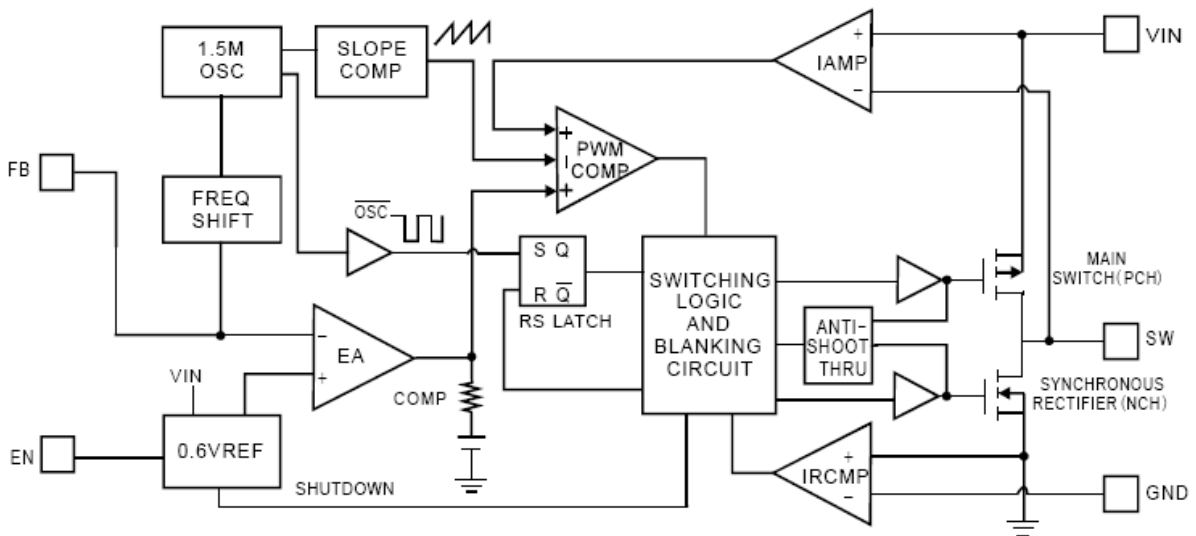 1.5M
OSC
SLOPE
COMP
+
IAMP
−
VIN
FB
FREQ
SHIFT
+
−
+
PWM
COMP
OSC
S Q
R Q
RS LATCH
SWITCHING
LOGIC
AND
BLANKING
CIRCUIT
MAIN
SWITCH(PCH)
ANTI-
SHOOT
THRU
SW
−
EA
+
VIN
COMP
SYNCHRONOUS
RECTIFIER(NCH)
EN
0.6VREF
SHUTDOWN
+
IRCMP
−
GND